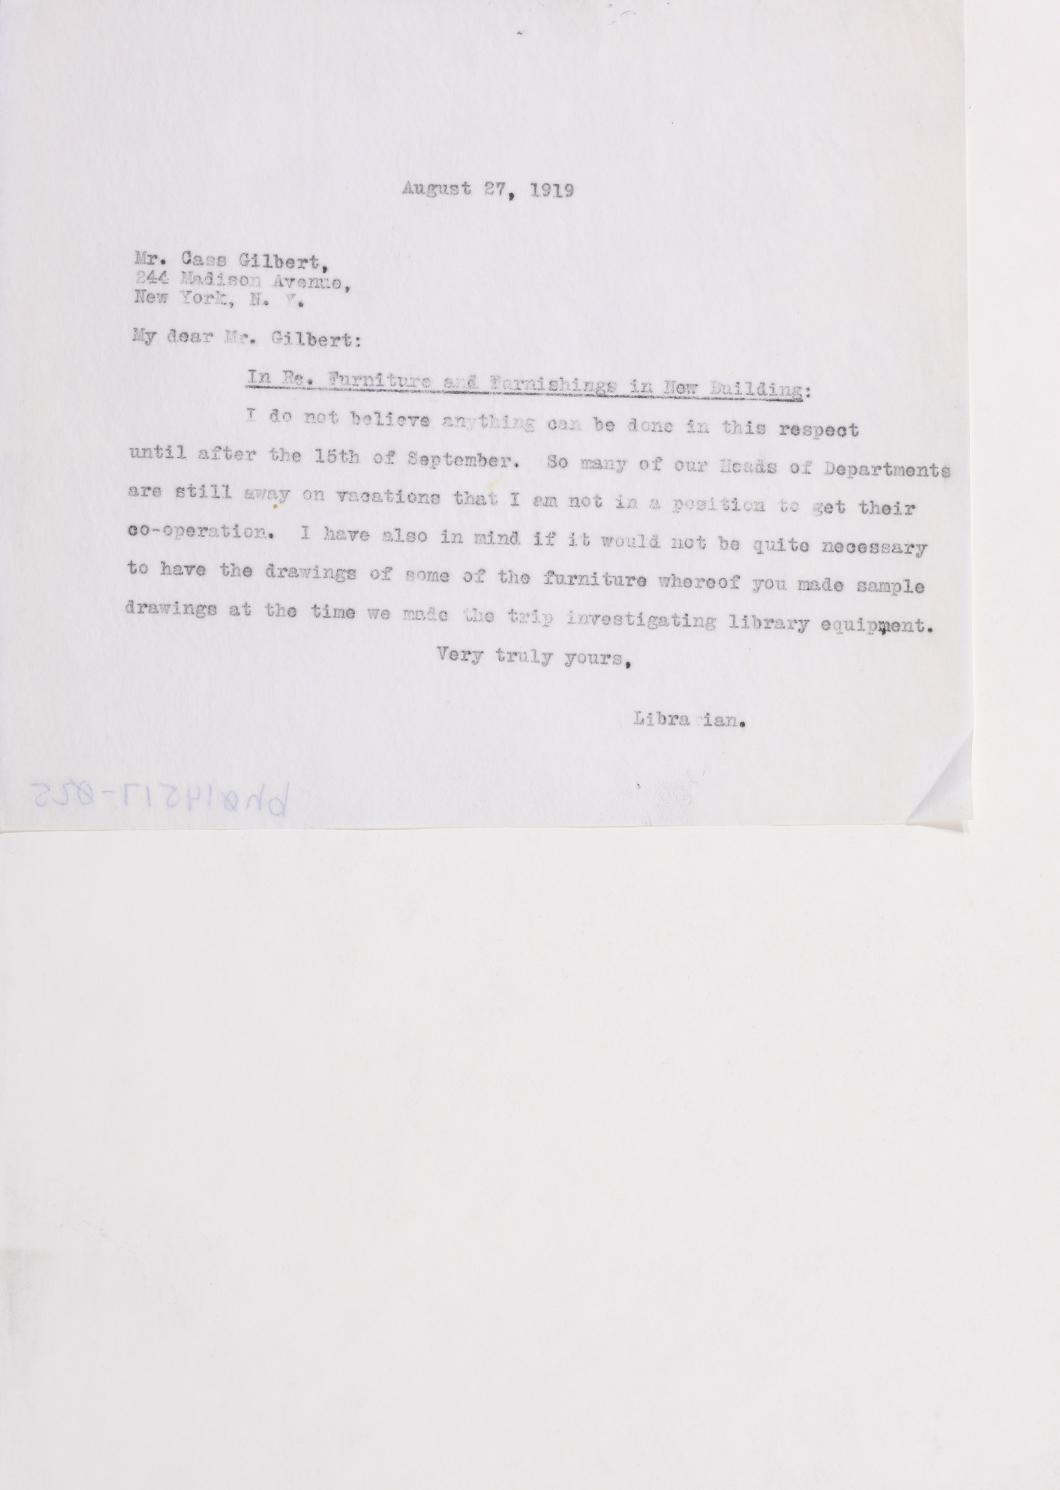 August 27, 1919
Mr. Cass Gilbert,
244 Madison Avenue,
New York, N. Y.
My dear Mr. Gilbert:
In Re. Furniture and Furnishings in New Building:
I do not believe anything can be done in this respect
until after the 15th of September. So many of our Heads of Departments
are still away on vacations that I am not in a position to get their
co-operation. I have also in mind if it would not be quite necessary
to have the drawings of some of the furniture whereof you made sample
drawings at the time we made the trip investigating library equipment.
Very truly yours,
Librarian.
bh014517-025